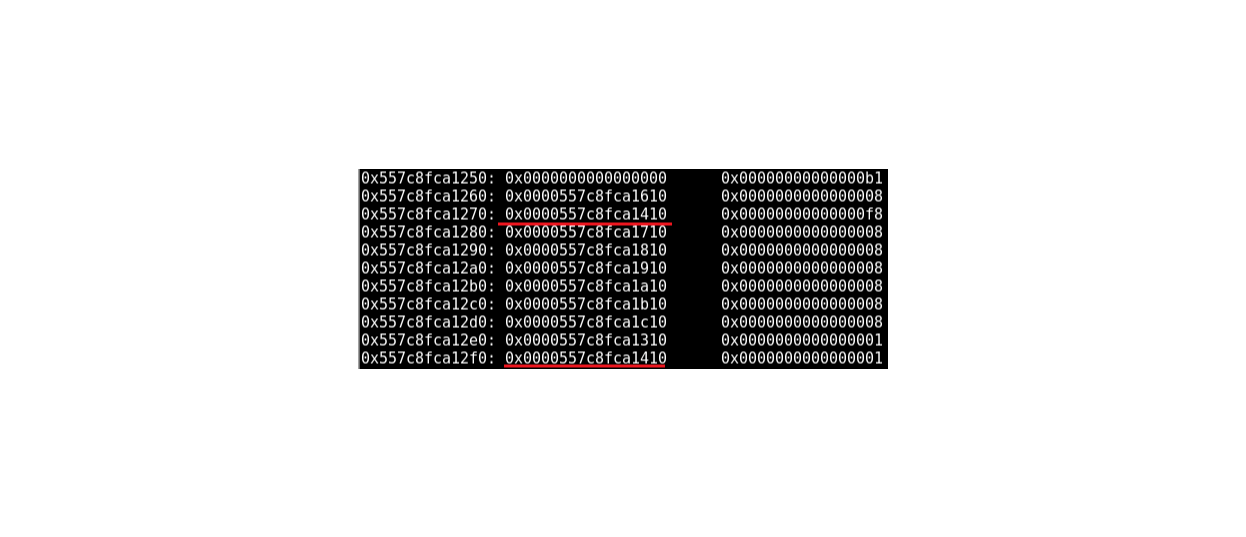 0x557c8fca1250: 0x0000000000000000 0x00000000000000b1
0x557c8fca1260: 0x0000557c8fca1610 0x0000000000000008
0x557c8fca1270: 0x0000557c8fca1410 0x00000000000000f8
0x557c8fca1280: 0x0000557c8fca1710 0x0000000000000008
0x557c8fca1290: 0x0000557c8fca1810 0x0000000000000008
0x557c8fca12a0: 0x0000557c8fca1910 0x0000000000000008
0x557c8fca12b0: 0x0000557c8fca1a10 0x0000000000000008
0x557c8fca12c0: 0x0000557c8fca1b10 0x0000000000000008
0x557c8fca12d0: 0x0000557c8fca1c10 0x0000000000000008
0x557c8fca12e0: 0x0000557c8fca1310 0x0000000000000001
0x557c8fca12f0: 0x0000557c8fca1410 0x0000000000000001